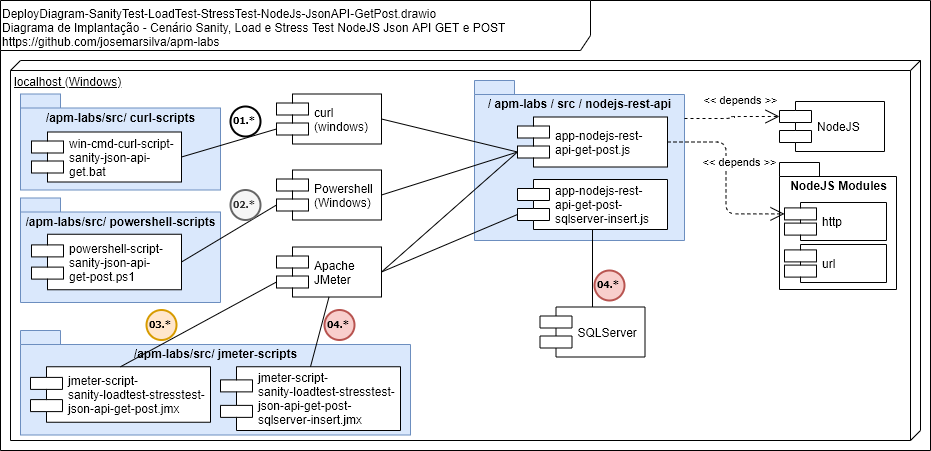 DeployDiagram-SanityTest-LoadTest-StressTest-NodeJs-JsonAPI-GetPost.drawio
Diagrama de Implantação - Cenário Sanity, Load e Stress Test NodeJS Json API GET e POST
https://github.com/josemarsilva/apm-labs
localhost (Windows)
/apm-labs/src/ curl-scripts
win-cmd-curl-script-
sanity-json-api-
get.bat
01.*
curl
(windows)
/apm-labs/src/ powershell-scripts
powershell-script-
sanity-json-api-
get-post.ps1
02.*
Powershell
(Windows)
Apache
JMeter
03.*
04.*
/apm-labs/src/ jmeter-scripts
jmeter-script-
sanity-loadtest-stresstest-
json-api-get-post.jmx
jmeter-script-
sanity-loadtest-stresstest-
json-api-get-post-
sqlserver-insert.jmx
/ apm-labs / src / nodejs-rest-api
app-nodejs-rest-
api-get-post.js
app-nodejs-rest-
api-get-post-
sqlserver-insert.js
04.*
SQLServer
<< depends >>
NodeJS
<< depends >>
NodeJS Modules
http
url